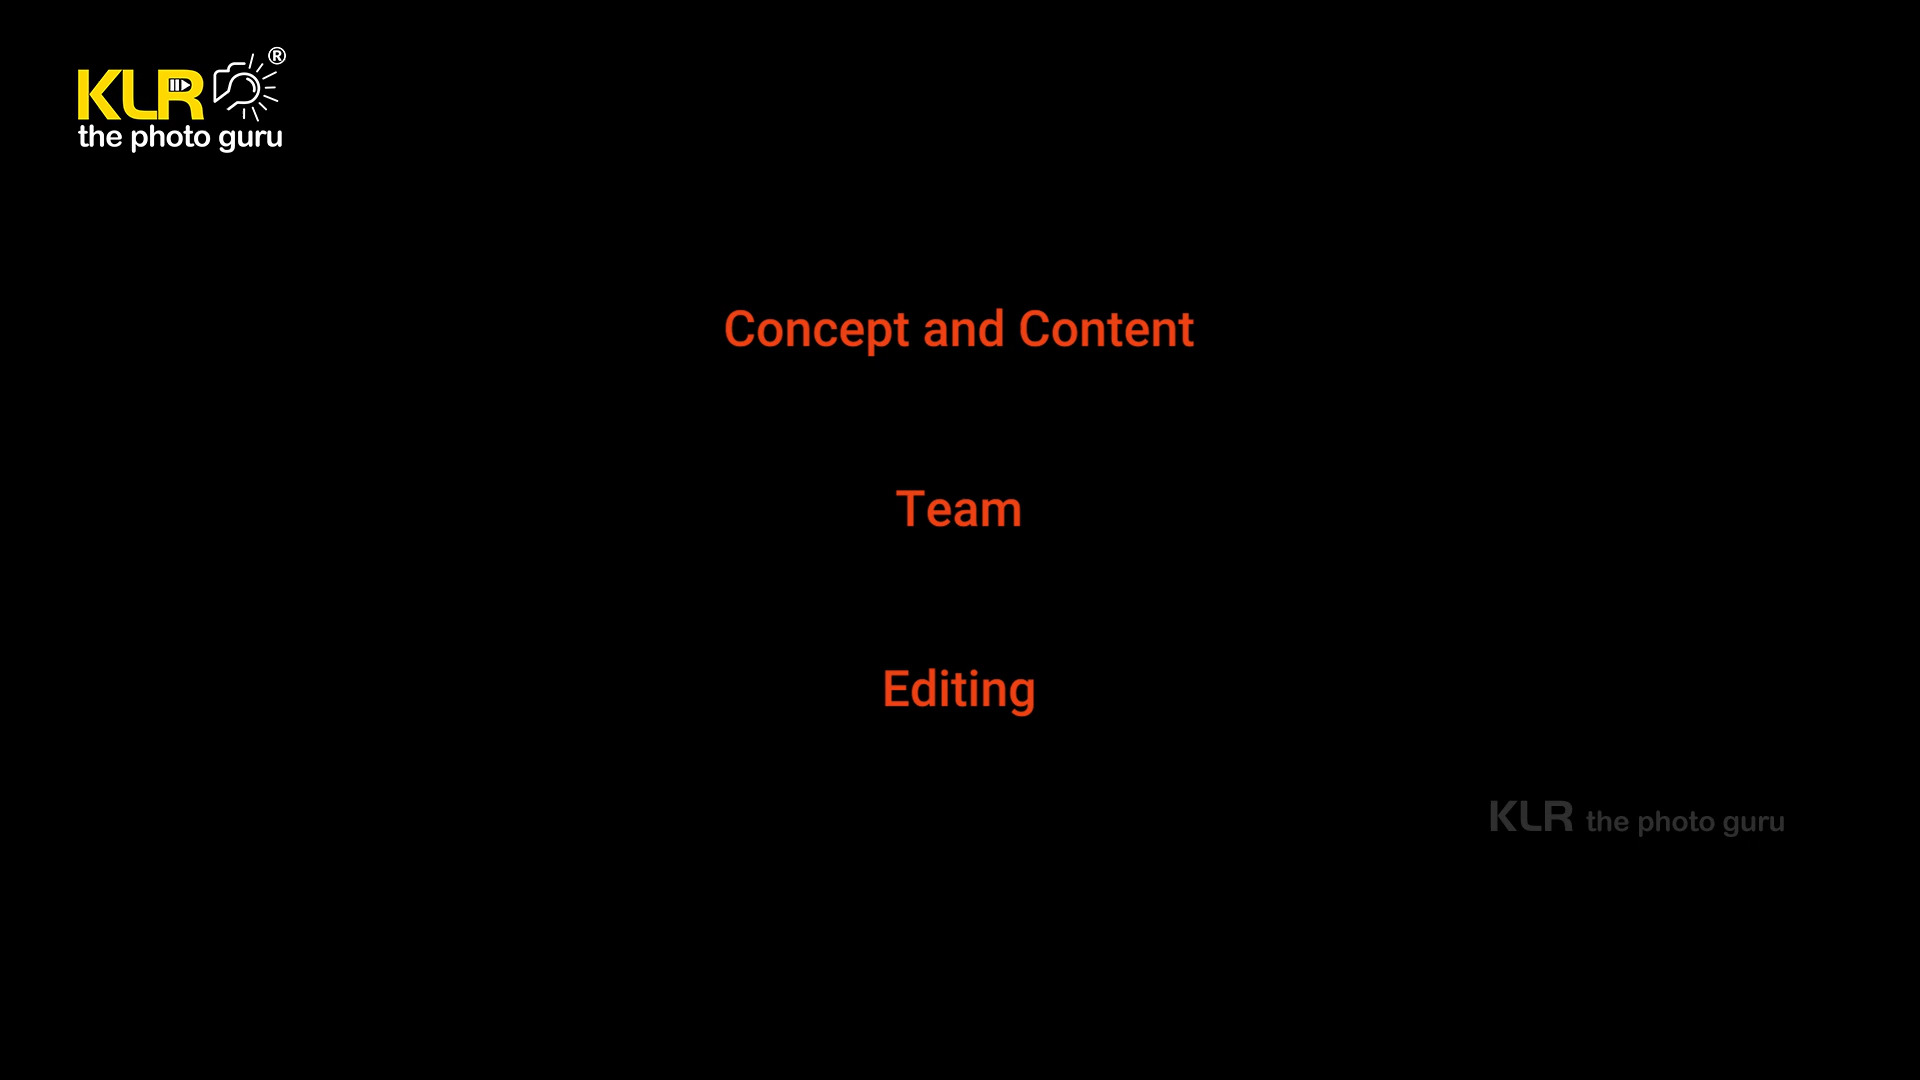 KLR ®
the photo guru
Concept and Content
Team
Editing
KLR the photo guru